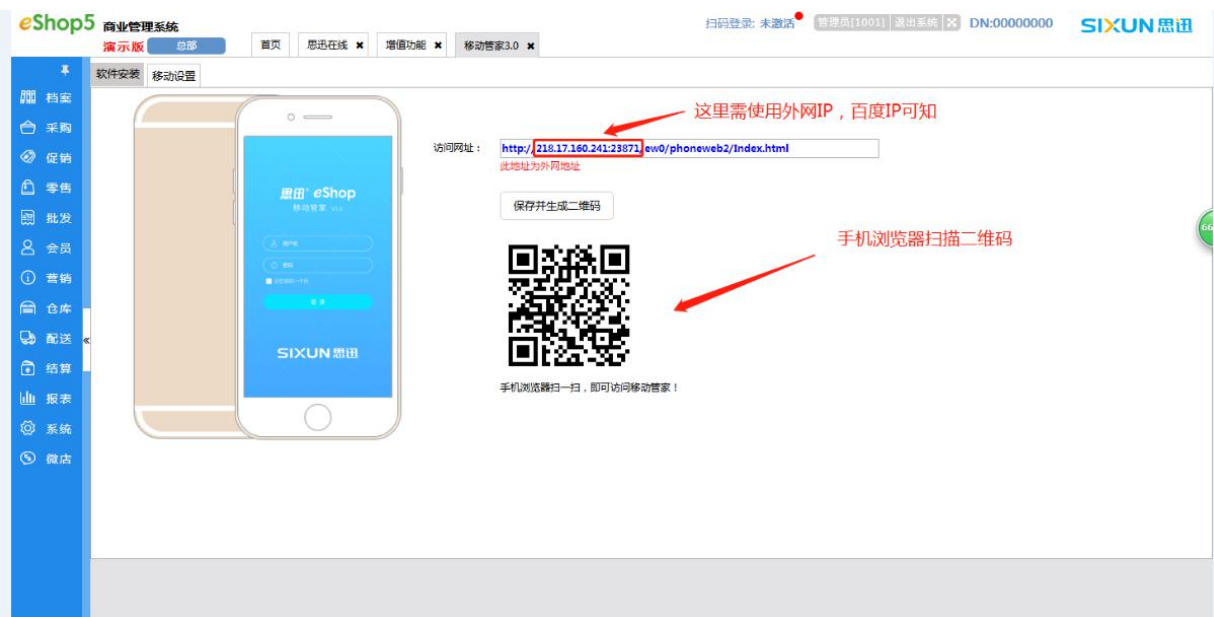 eShop5 商业管理系统
演示版 总部
首页 思迅在线 增值功能 移动管家3.0
扫码登录: 未激活 管理员[1001] 退出系统 DN:00000000 SIXUN思迅
软件安装 移动设置
档案
采购
促销
零售
批发
会员
营销
仓库
配送
结算
报表
系统
微店
思迅 eShop
移动管家
用户名
密码
登 录
SIXUN思迅
这里需使用外网IP，百度IP可知
访问网址： http://218.17.160.241:23871/ew0/phoneweb2/Index.html
此地址为外网地址
保存并生成二维码
手机浏览器扫描二维码
手机浏览器扫一扫，即可访问移动管家！
66